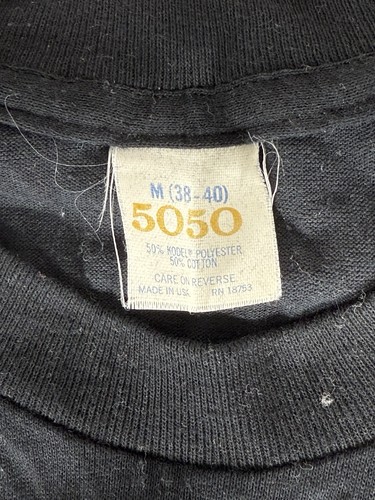 M (38-40)
5050
50% KODEL® POLYESTER
50% COTTON
CARE ON REVERSE
MADE IN USA RN 18753